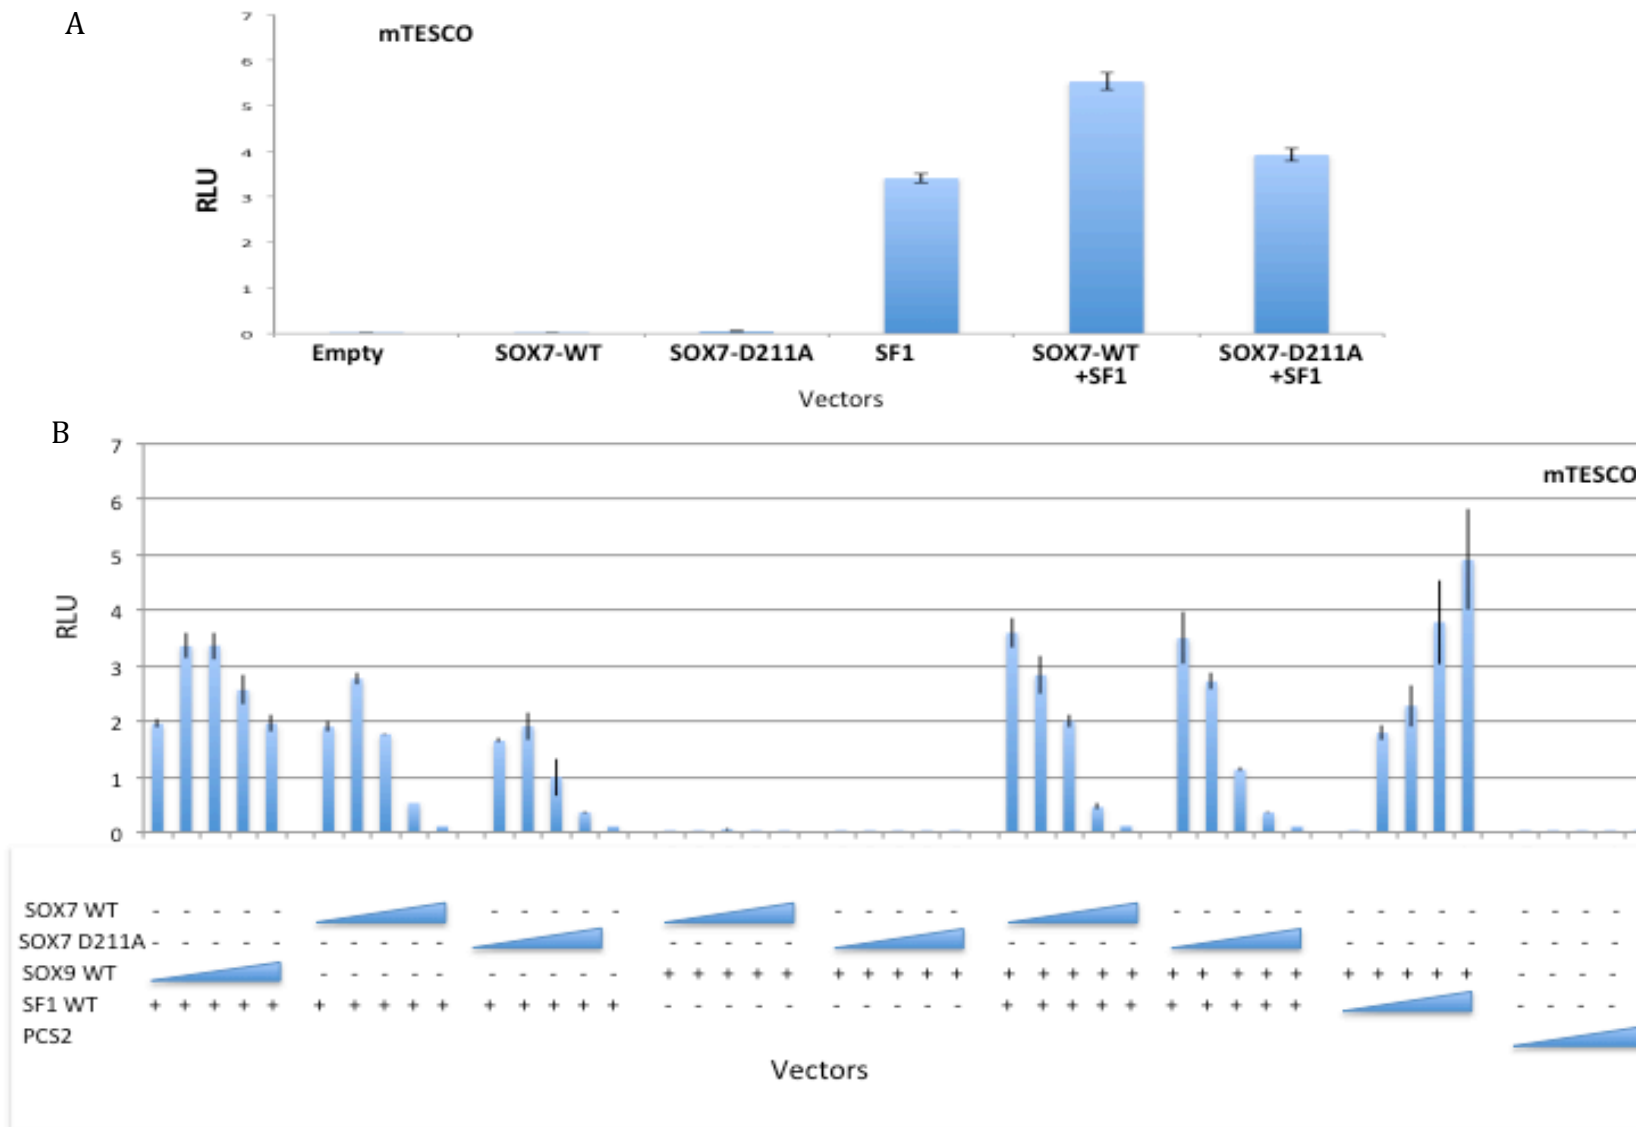 A
mTESCO
7
6
5
4
3
2
1
0
RLU
Empty SOX7-WT SOX7-D211A SF1 SOX7-WT +SF1 SOX7-D211A +SF1
Vectors
B
mTESCO
7
6
5
4
3
2
1
0
RLU
SOX7 WT - - - - - - - - - - - - - - - - - - - - - - - - - - - - - -
SOX7 D211A - - - - - - - - - - - - - - - - - - - - - - - - - - - - -
SOX9 WT - - - - - - - - - - + + + + + + + + + + + + + + + + + + + + + + + + + - - - -
SF1 WT + + + + + + + + + + + + + + + - - - - - - - - - - + + + + + + + + + + - - - -
PCS2
Vectors